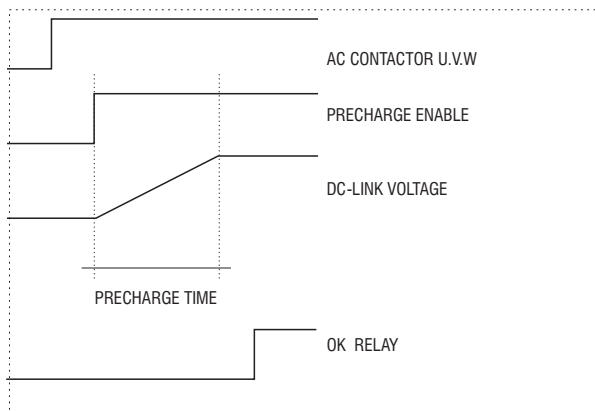 AC CONTACTOR U.V.W
PRECHARGE ENABLE
DC-LINK VOLTAGE
PRECHARGE TIME
OK RELAY